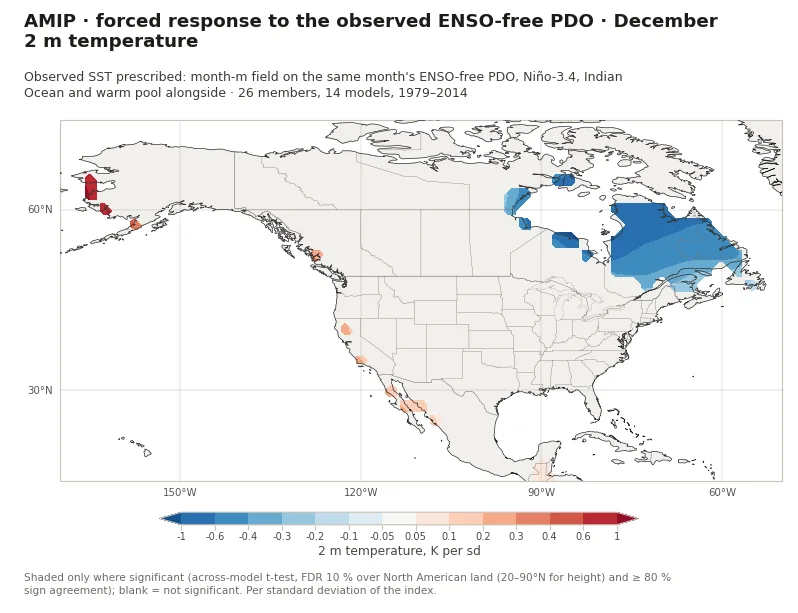 AMIP · forced response to the observed ENSO-free PDO · December
2 m temperature
Observed SST prescribed: month-m field on the same month's ENSO-free PDO, Niño-3.4, Indian
Ocean and warm pool alongside · 26 members, 14 models, 1979–2014
60°N
30°N
150°W 120°W 90°W 60°W
-1 -0.6 -0.4 -0.3 -0.2 -0.1 -0.05 0.05 0.1 0.2 0.3 0.4 0.6 1
2 m temperature, K per sd
Shaded only where significant (across-model t-test, FDR 10 % over North American land (20–90°N for height) and ≥ 80 %
sign agreement); blank = not significant. Per standard deviation of the index.